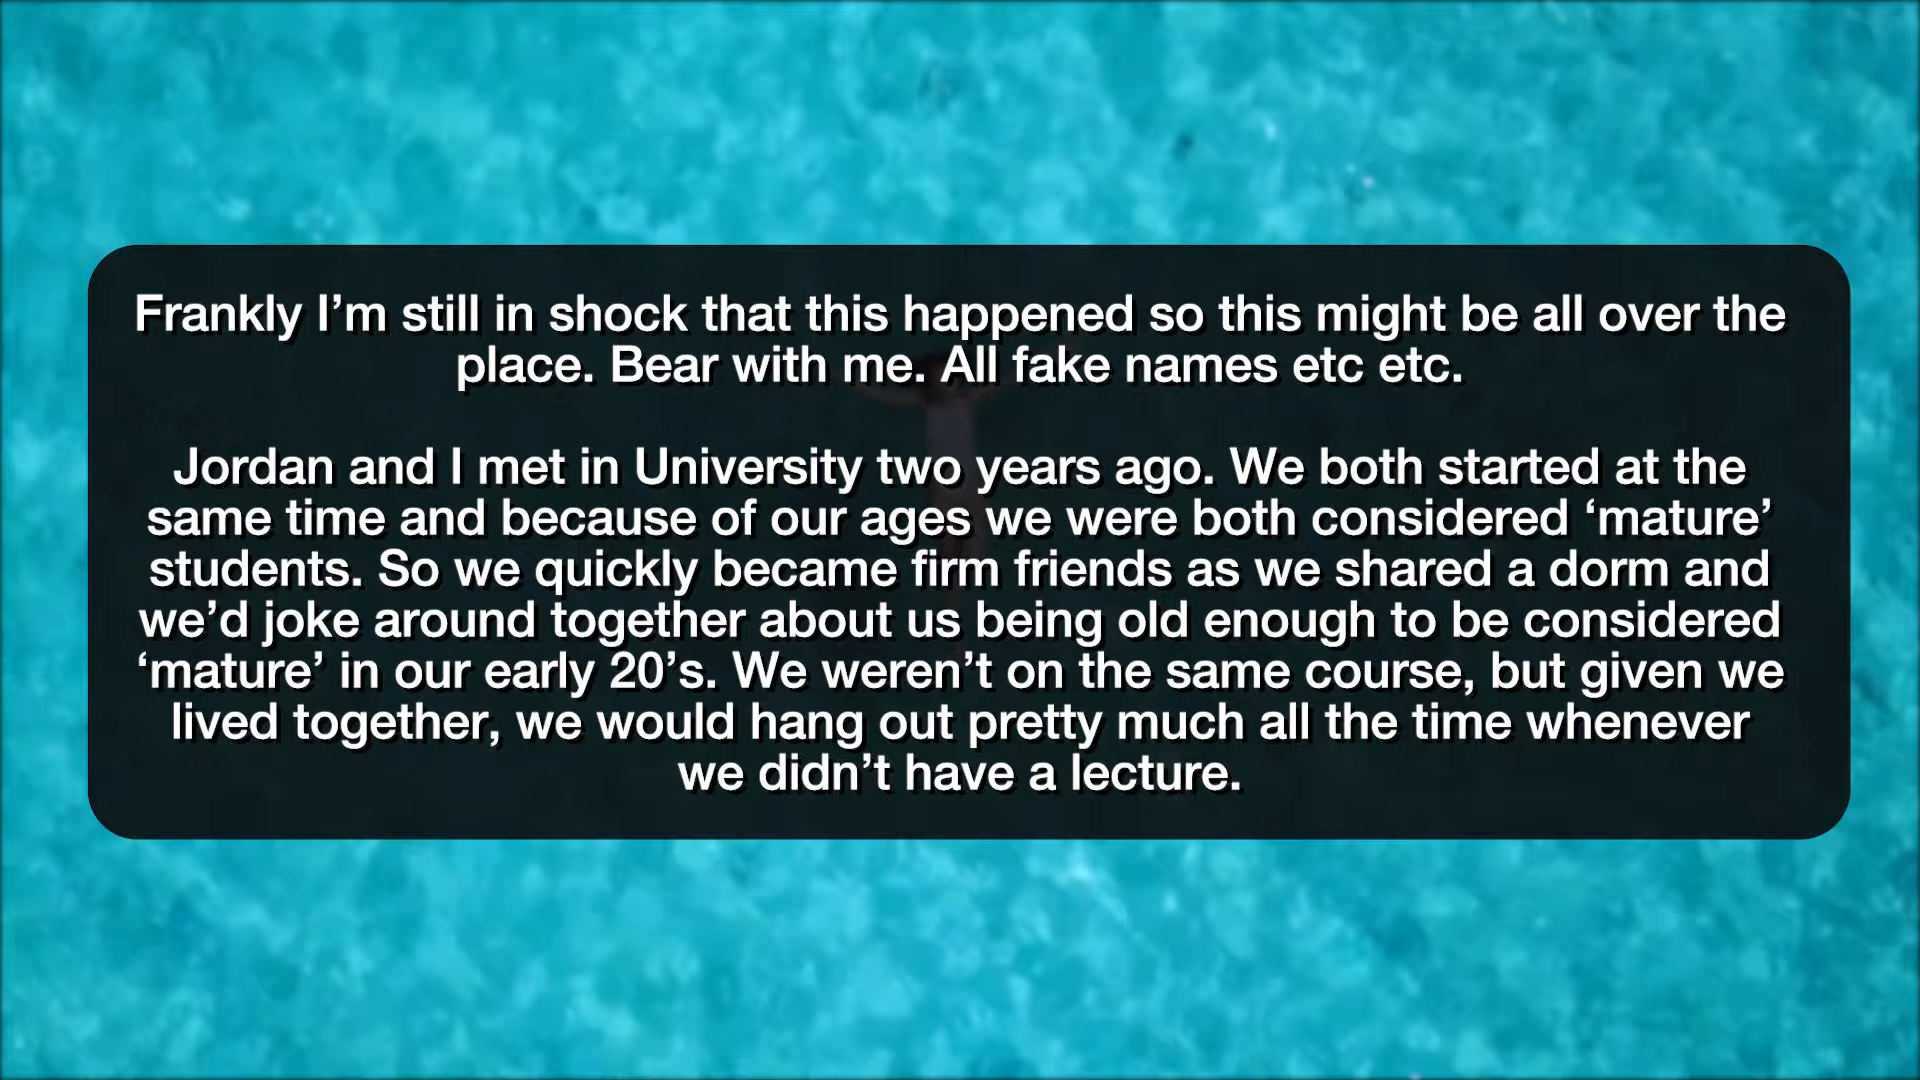 Frankly I’m still in shock that this happened so this might be all over the
place. Bear with me. All fake names etc etc.
Jordan and I met in University two years ago. We both started at the
same time and because of our ages we were both considered ‘mature’
students. So we quickly became firm friends as we shared a dorm and
we’d joke around together about us being old enough to be considered
‘mature’ in our early 20’s. We weren’t on the same course, but given we
lived together, we would hang out pretty much all the time whenever
we didn’t have a lecture.